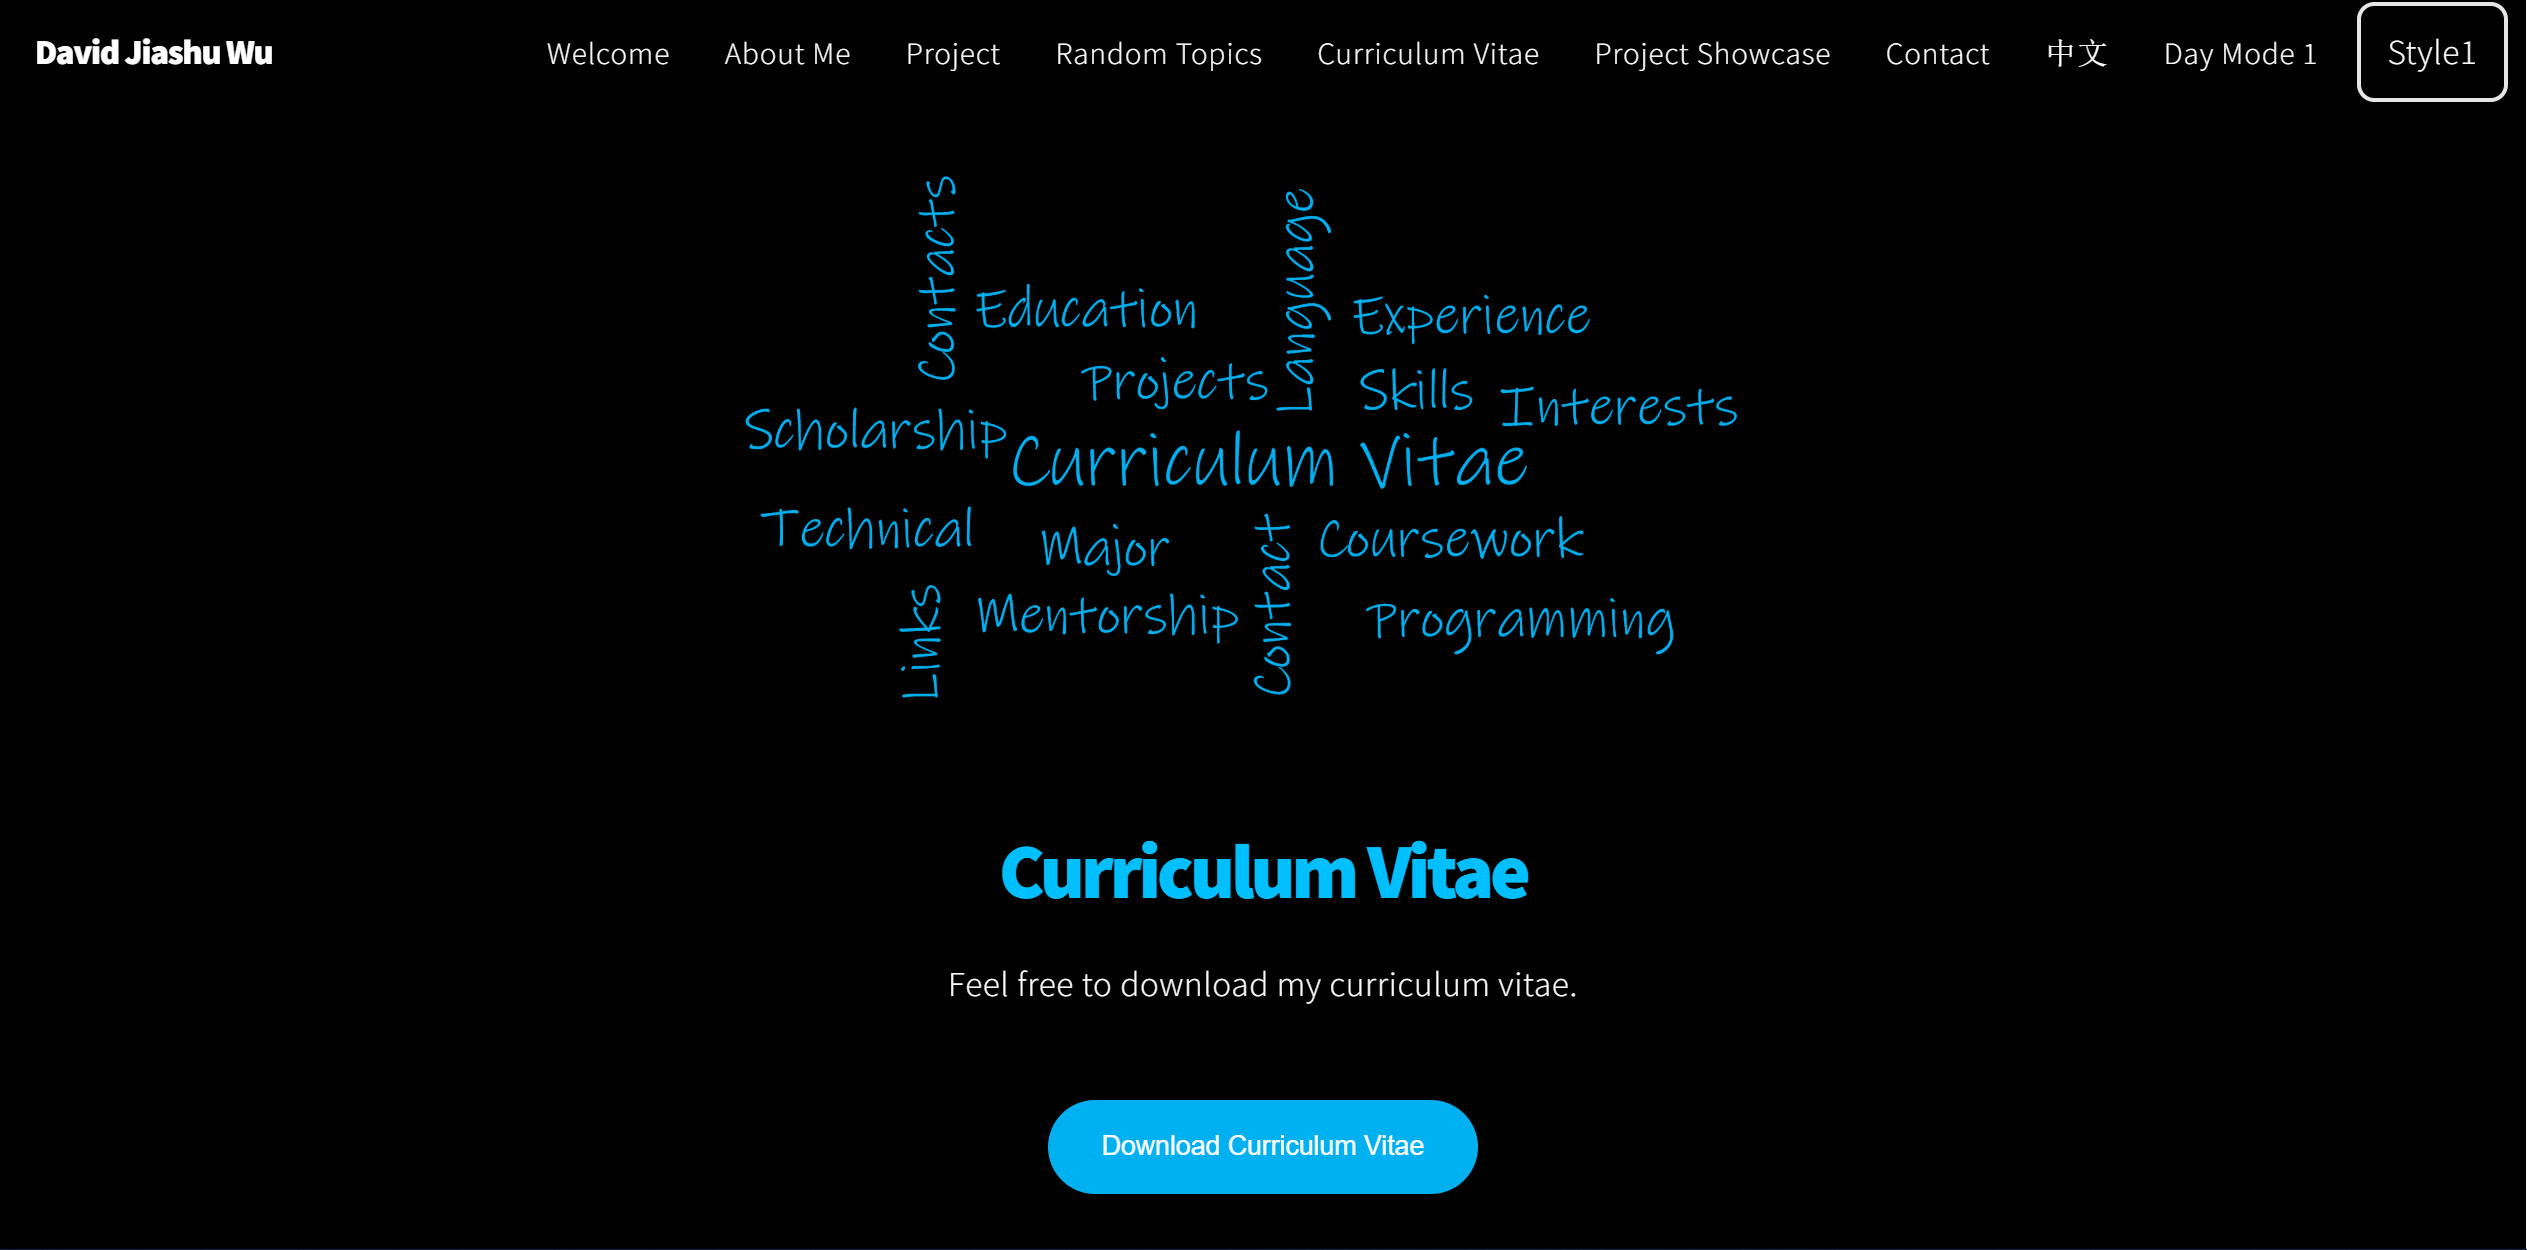 David Jiashu Wu
Welcome
About Me
Project
Random Topics
Curriculum Vitae
Project Showcase
Contact
中文
Day Mode 1
Style1
Contacts
Language
Education
Experience
Projects
Skills
Interests
Scholarship
Curriculum Vitae
Technical
Major
Contact
Coursework
Links
Mentorship
Programming
Curriculum Vitae
Feel free to download my curriculum vitae.
Download Curriculum Vitae